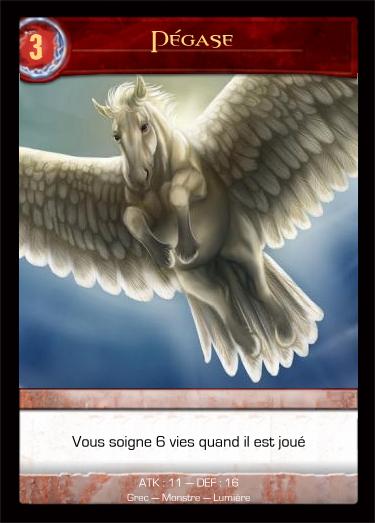 3
Pégase
Vous soigne 6 vies quand il est joué
ATK : 11 — DEF : 16
Grec — Monstre — Lumière